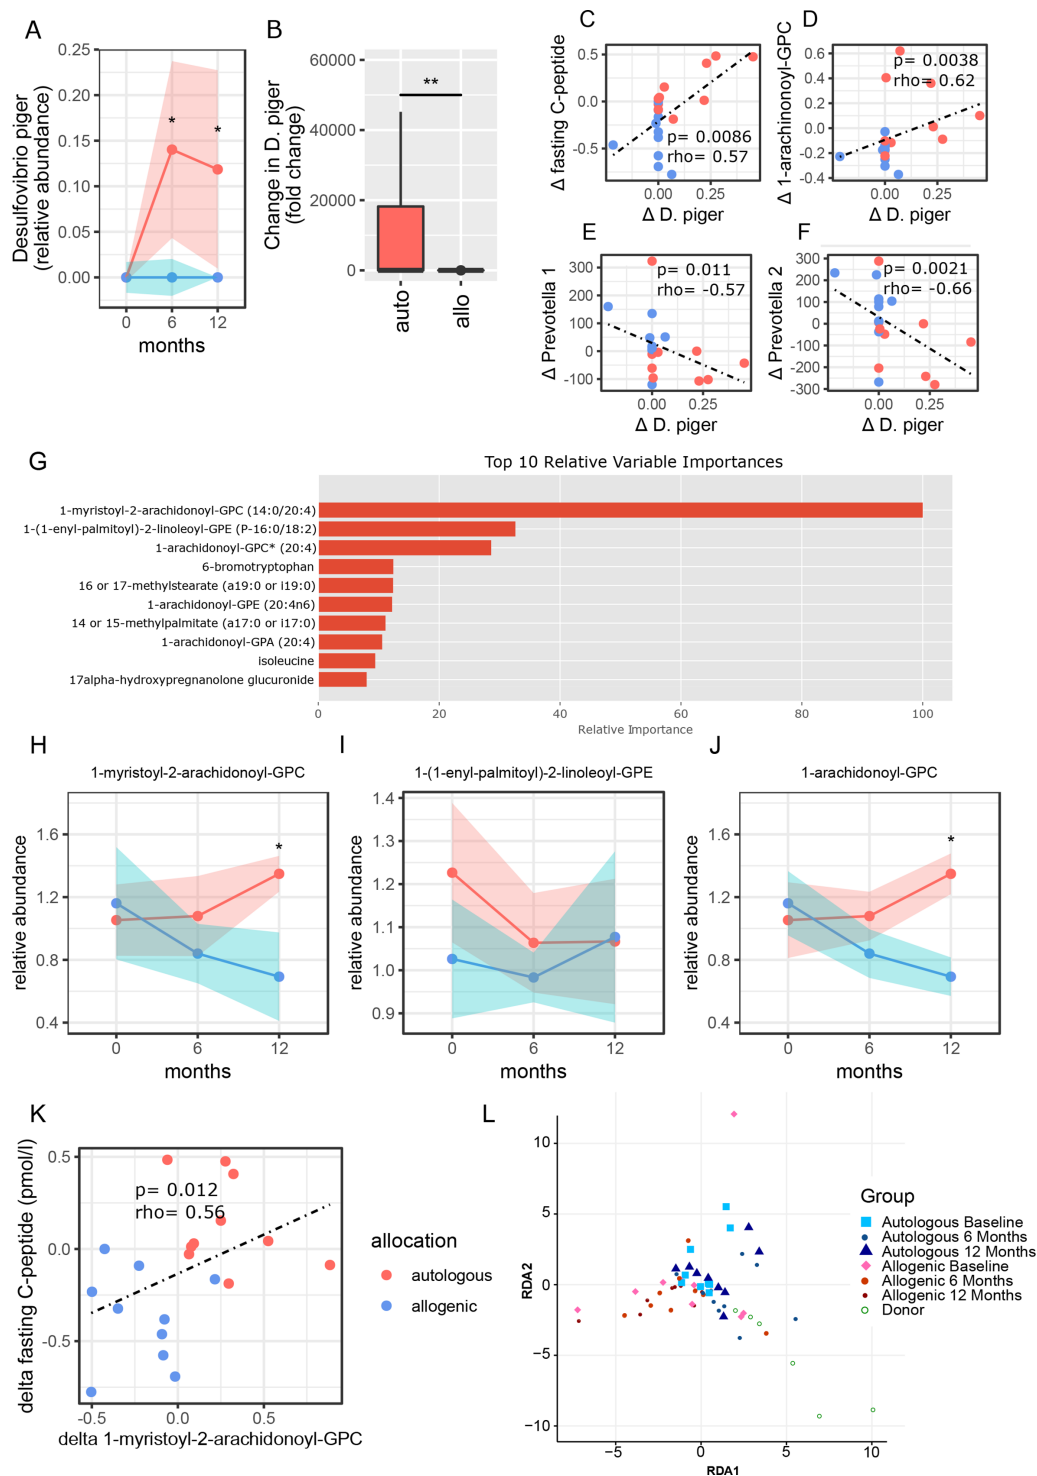 A
Desulfovibrio piger
(relative abundance)
0.25
0.20
0.15
0.10
0.05
0.00
*
*
0
6
12
months
B
Change in D. piger
(fold change)
60000
40000
20000
0
**
auto
allo
C
Δ fasting C-peptide
0.5
0.0
-0.5
p= 0.0086
rho= 0.57
0.00
0.25
Δ D. piger
D
Δ 1-arachinonoyl-GPC
0.6
0.4
0.2
0.0
-0.2
-0.4
p= 0.0038
rho= 0.62
0.00
0.25
Δ D. piger
E
Δ Prevotella 1
300
200
100
0
-100
p= 0.011
rho= -0.57
0.00
0.25
Δ D. piger
F
Δ Prevotella 2
300
200
100
0
-100
-200
-300
p= 0.0021
rho= -0.66
0.00
0.25
Δ D. piger
G
Top 10 Relative Variable Importances
1-myristoyl-2-arachidonoyl-GPC (14:0/20:4)
1-(1-enyl-palmitoyl)-2-linoleoyl-GPE (P-16:0/18:2)
1-arachidonoyl-GPC* (20:4)
6-bromotryptophan
16 or 17-methylstearate (a19:0 or i19:0)
1-arachidonoyl-GPE (20:4n6)
14 or 15-methylpalmitate (a17:0 or i17:0)
1-arachidonoyl-GPA (20:4)
isoleucine
17alpha-hydroxypregnanolone glucuronide
0
20
40
60
80
100
Relative Importance
H
1-myristoyl-2-arachidonoyl-GPC
relative abundance
1.6
1.2
0.8
0.4
*
0
6
12
months
I
1-(1-enyl-palmitoyl)-2-linoleoyl-GPE
relative abundance
1.4
1.3
1.2
1.1
1.0
0.9
0
6
12
months
J
1-arachidonoyl-GPC
relative abundance
1.6
1.2
0.8
0.4
*
0
6
12
months
K
delta fasting C-peptide (pmol/l)
0.5
0.0
-0.5
p= 0.012
rho= 0.56
-0.5
0.0
0.5
delta 1-myristoyl-2-arachidonoyl-GPC
allocation
autologous
allogenic
L
RDA2
10
5
0
−5
−10
−5
0
5
10
RDA1
Group
Autologous Baseline
Autologous 6 Months
Autologous 12 Months
Allogenic Baseline
Allogenic 6 Months
Allogenic 12 Months
Donor